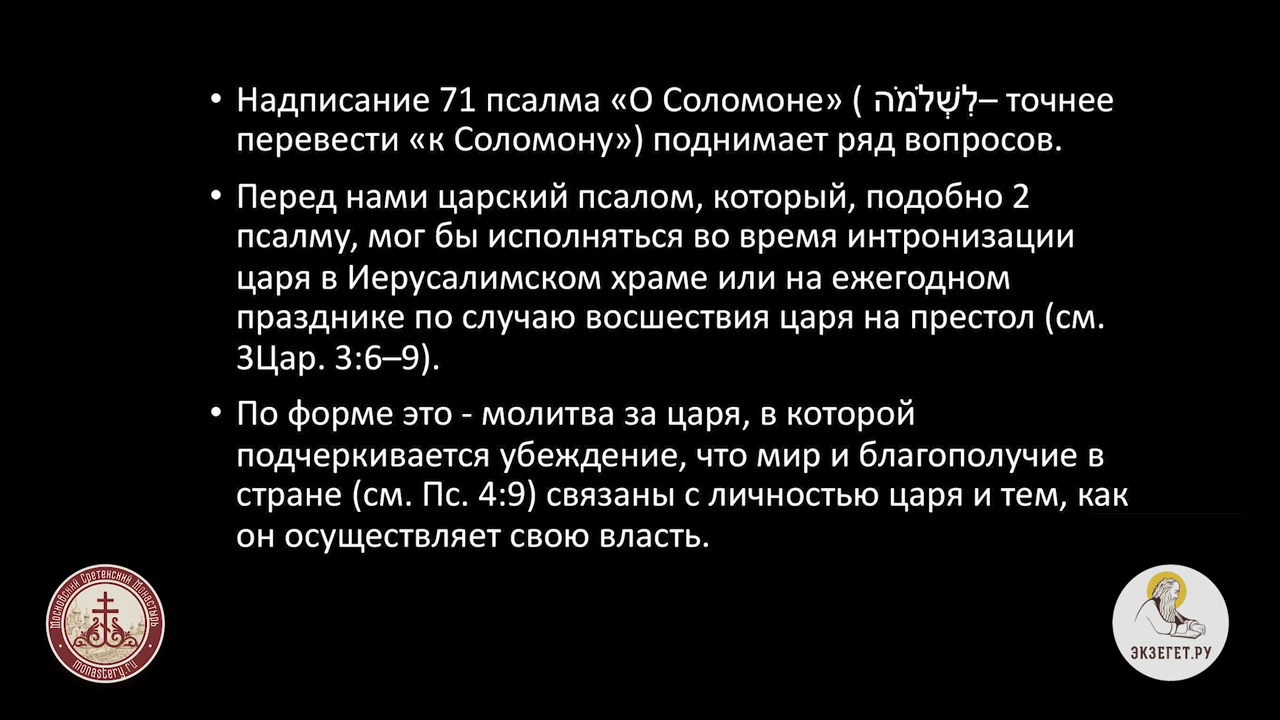 • Надписание 71 псалма «О Соломоне» ( לִשְׁלֹמֹה– точнее
перевести «к Соломону») поднимает ряд вопросов.
• Перед нами царский псалом, который, подобно 2
псалму, мог бы исполняться во время интронизации
царя в Иерусалимском храме или на ежегодном
празднике по случаю восшествия царя на престол (см.
3Цар. 3:6–9).
• По форме это - молитва за царя, в которой
подчеркивается убеждение, что мир и благополучие в
стране (см. Пс. 4:9) связаны с личностью царя и тем, как
он осуществляет свою власть.
Московский Сретенский Монастырь
monastery.ru
ЭКЗЕГЕТ.РУ